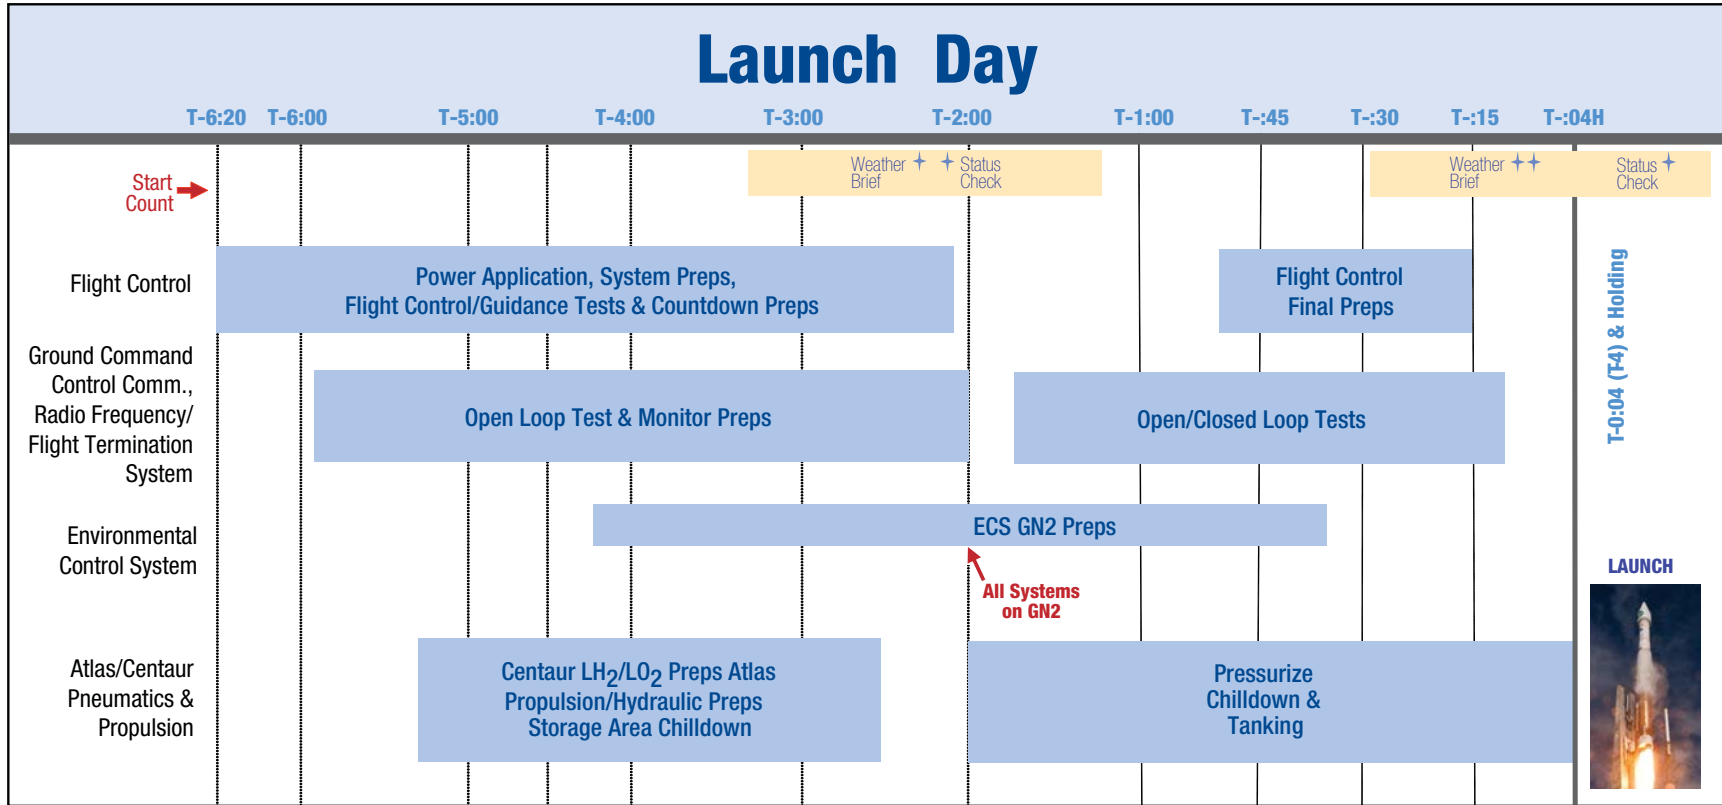 Launch Day
T-6:20 T-6:00 T-5:00 T-4:00 T-3:00 T-2:00 T-1:00 T-:45 T-:30 T-:15 T-:04H
Start
Count
Weather
Brief
Status
Check
Weather
Brief
Status
Check
Flight Control
Power Application, System Preps,
Flight Control/Guidance Tests & Countdown Preps
Flight Control
Final Preps
T-0:04 (T-4) & Holding
Ground Command
Control Comm.,
Radio Frequency/
Flight Termination
System
Open Loop Test & Monitor Preps
Open/Closed Loop Tests
Environmental
Control System
ECS GN2 Preps
All Systems
on GN2
LAUNCH
Atlas/Centaur
Pneumatics &
Propulsion
Centaur LH2/LO2 Preps Atlas
Propulsion/Hydraulic Preps
Storage Area Chilldown
Pressurize
Chilldown &
Tanking